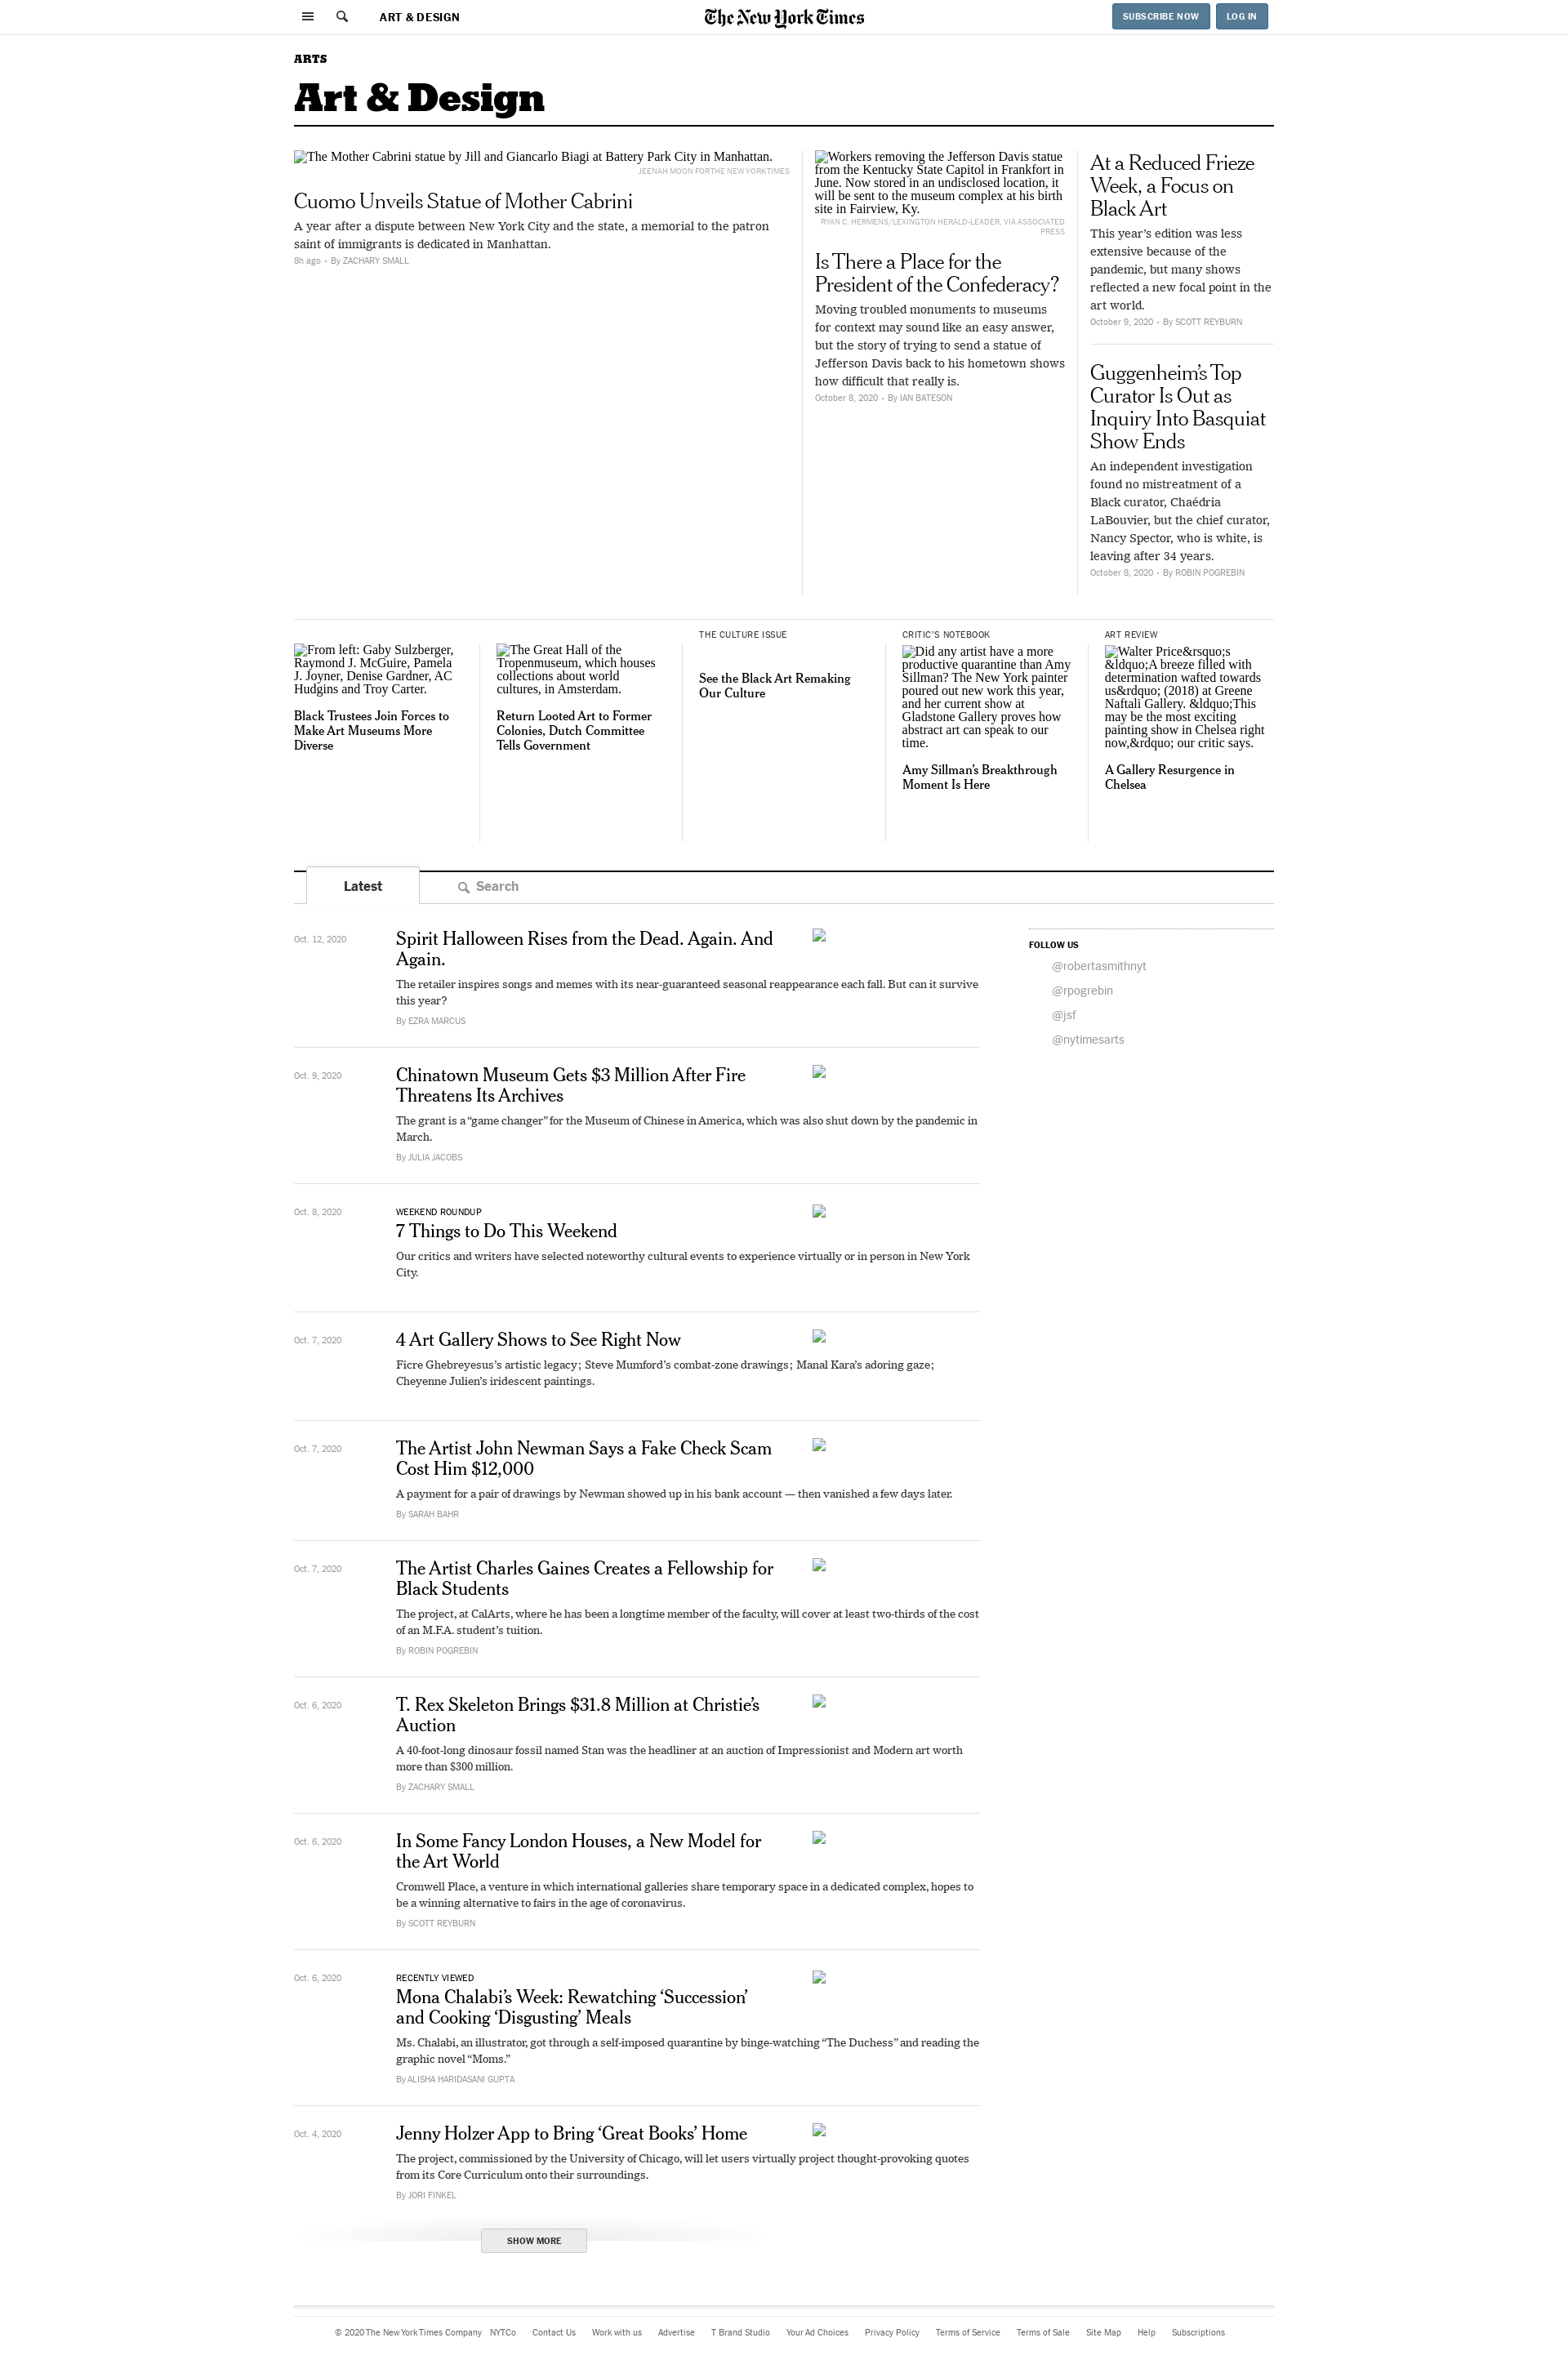 ART & DESIGN
The New York Times
SUBSCRIBE NOW
LOG IN
ARTS
Art & Design
The Mother Cabrini statue by Jill and Giancarlo Biagi at Battery Park City in Manhattan.
JEENAH MOON FOR THE NEW YORK TIMES
Cuomo Unveils Statue of Mother Cabrini
A year after a dispute between New York City and the state, a memorial to the patron
saint of immigrants is dedicated in Manhattan.
8h ago • By ZACHARY SMALL
Workers removing the Jefferson Davis statue
from the Kentucky State Capitol in Frankfort in
June. Now stored in an undisclosed location, it
will be sent to the museum complex at his birth
site in Fairview, Ky.
RYAN C. HERMENS/LEXINGTON HERALD-LEADER, VIA ASSOCIATED
PRESS
Is There a Place for the
President of the Confederacy?
Moving troubled monuments to museums
for context may sound like an easy answer,
but the story of trying to send a statue of
Jefferson Davis back to his hometown shows
how difficult that really is.
October 8, 2020 • By IAN BATESON
At a Reduced Frieze
Week, a Focus on
Black Art
This year’s edition was less
extensive because of the
pandemic, but many shows
reflected a new focal point in the
art world.
October 9, 2020 • By SCOTT REYBURN
Guggenheim’s Top
Curator Is Out as
Inquiry Into Basquiat
Show Ends
An independent investigation
found no mistreatment of a
Black curator, Chaédria
LaBouvier, but the chief curator,
Nancy Spector, who is white, is
leaving after 34 years.
October 8, 2020 • By ROBIN POGREBIN
From left: Gaby Sulzberger,
Raymond J. McGuire, Pamela
J. Joyner, Denise Gardner, AC
Hudgins and Troy Carter.
Black Trustees Join Forces to
Make Art Museums More
Diverse
The Great Hall of the
Tropenmuseum, which houses
collections about world
cultures, in Amsterdam.
Return Looted Art to Former
Colonies, Dutch Committee
Tells Government
THE CULTURE ISSUE
See the Black Art Remaking
Our Culture
CRITIC’S NOTEBOOK
Did any artist have a more
productive quarantine than Amy
Sillman? The New York painter
poured out new work this year,
and her current show at
Gladstone Gallery proves how
abstract art can speak to our
time.
Amy Sillman’s Breakthrough
Moment Is Here
ART REVIEW
Walter Price&rsquo;s
&ldquo;A breeze filled with
determination wafted towards
us&rdquo; (2018) at Greene
Naftali Gallery. &ldquo;This
may be the most exciting
painting show in Chelsea right
now,&rdquo; our critic says.
A Gallery Resurgence in
Chelsea
Latest
Search
Oct. 12, 2020
Spirit Halloween Rises from the Dead. Again. And
Again.
The retailer inspires songs and memes with its near-guaranteed seasonal reappearance each fall. But can it survive
this year?
By EZRA MARCUS
FOLLOW US
@robertasmithnyt
@rpogrebin
@jsf
@nytimesarts
Oct. 9, 2020
Chinatown Museum Gets $3 Million After Fire
Threatens Its Archives
The grant is a “game changer” for the Museum of Chinese in America, which was also shut down by the pandemic in
March.
By JULIA JACOBS
Oct. 8, 2020
WEEKEND ROUNDUP
7 Things to Do This Weekend
Our critics and writers have selected noteworthy cultural events to experience virtually or in person in New York
City.
Oct. 7, 2020
4 Art Gallery Shows to See Right Now
Ficre Ghebreyesus’s artistic legacy; Steve Mumford’s combat-zone drawings; Manal Kara’s adoring gaze;
Cheyenne Julien’s iridescent paintings.
Oct. 7, 2020
The Artist John Newman Says a Fake Check Scam
Cost Him $12,000
A payment for a pair of drawings by Newman showed up in his bank account — then vanished a few days later.
By SARAH BAHR
Oct. 7, 2020
The Artist Charles Gaines Creates a Fellowship for
Black Students
The project, at CalArts, where he has been a longtime member of the faculty, will cover at least two-thirds of the cost
of an M.F.A. student’s tuition.
By ROBIN POGREBIN
Oct. 6, 2020
T. Rex Skeleton Brings $31.8 Million at Christie’s
Auction
A 40-foot-long dinosaur fossil named Stan was the headliner at an auction of Impressionist and Modern art worth
more than $300 million.
By ZACHARY SMALL
Oct. 6, 2020
In Some Fancy London Houses, a New Model for
the Art World
Cromwell Place, a venture in which international galleries share temporary space in a dedicated complex, hopes to
be a winning alternative to fairs in the age of coronavirus.
By SCOTT REYBURN
Oct. 6, 2020
RECENTLY VIEWED
Mona Chalabi’s Week: Rewatching ‘Succession’
and Cooking ‘Disgusting’ Meals
Ms. Chalabi, an illustrator, got through a self-imposed quarantine by binge-watching “The Duchess” and reading the
graphic novel “Moms.”
By ALISHA HARIDASANI GUPTA
Oct. 4, 2020
Jenny Holzer App to Bring ‘Great Books’ Home
The project, commissioned by the University of Chicago, will let users virtually project thought-provoking quotes
from its Core Curriculum onto their surroundings.
By JORI FINKEL
SHOW MORE
© 2020 The New York Times Company NYTCo Contact Us Work with us Advertise T Brand Studio Your Ad Choices Privacy Policy Terms of Service Terms of Sale Site Map Help Subscriptions